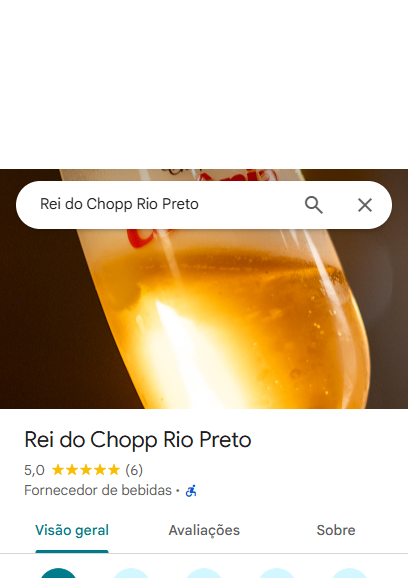 Rei do Chopp Rio Preto
Rei do Chopp Rio Preto
5,0 ★★★★★ (6)
Fornecedor de bebidas ·
Visão geral
Avaliações
Sobre